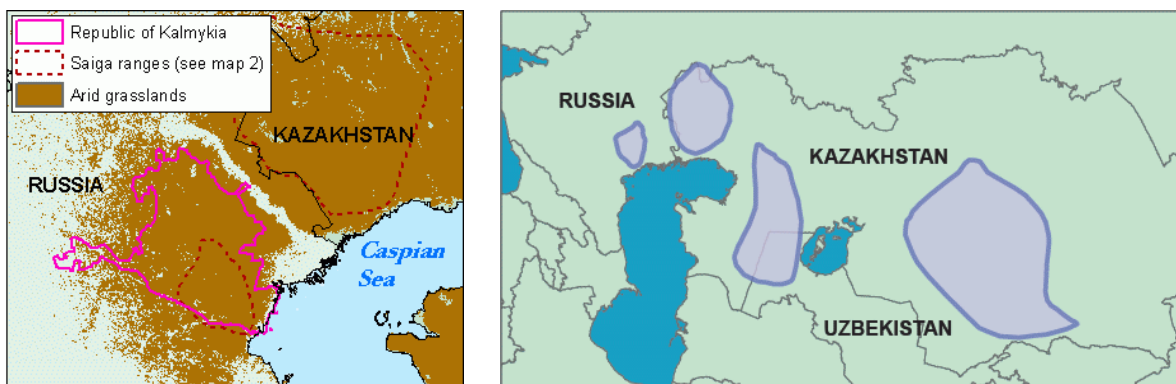 Republic of Kalmykia
Saiga ranges (see map 2)
Arid grasslands
KAZAKHSTAN
RUSSIA
Caspian
Sea
RUSSIA
KAZAKHSTAN
UZBEKISTAN